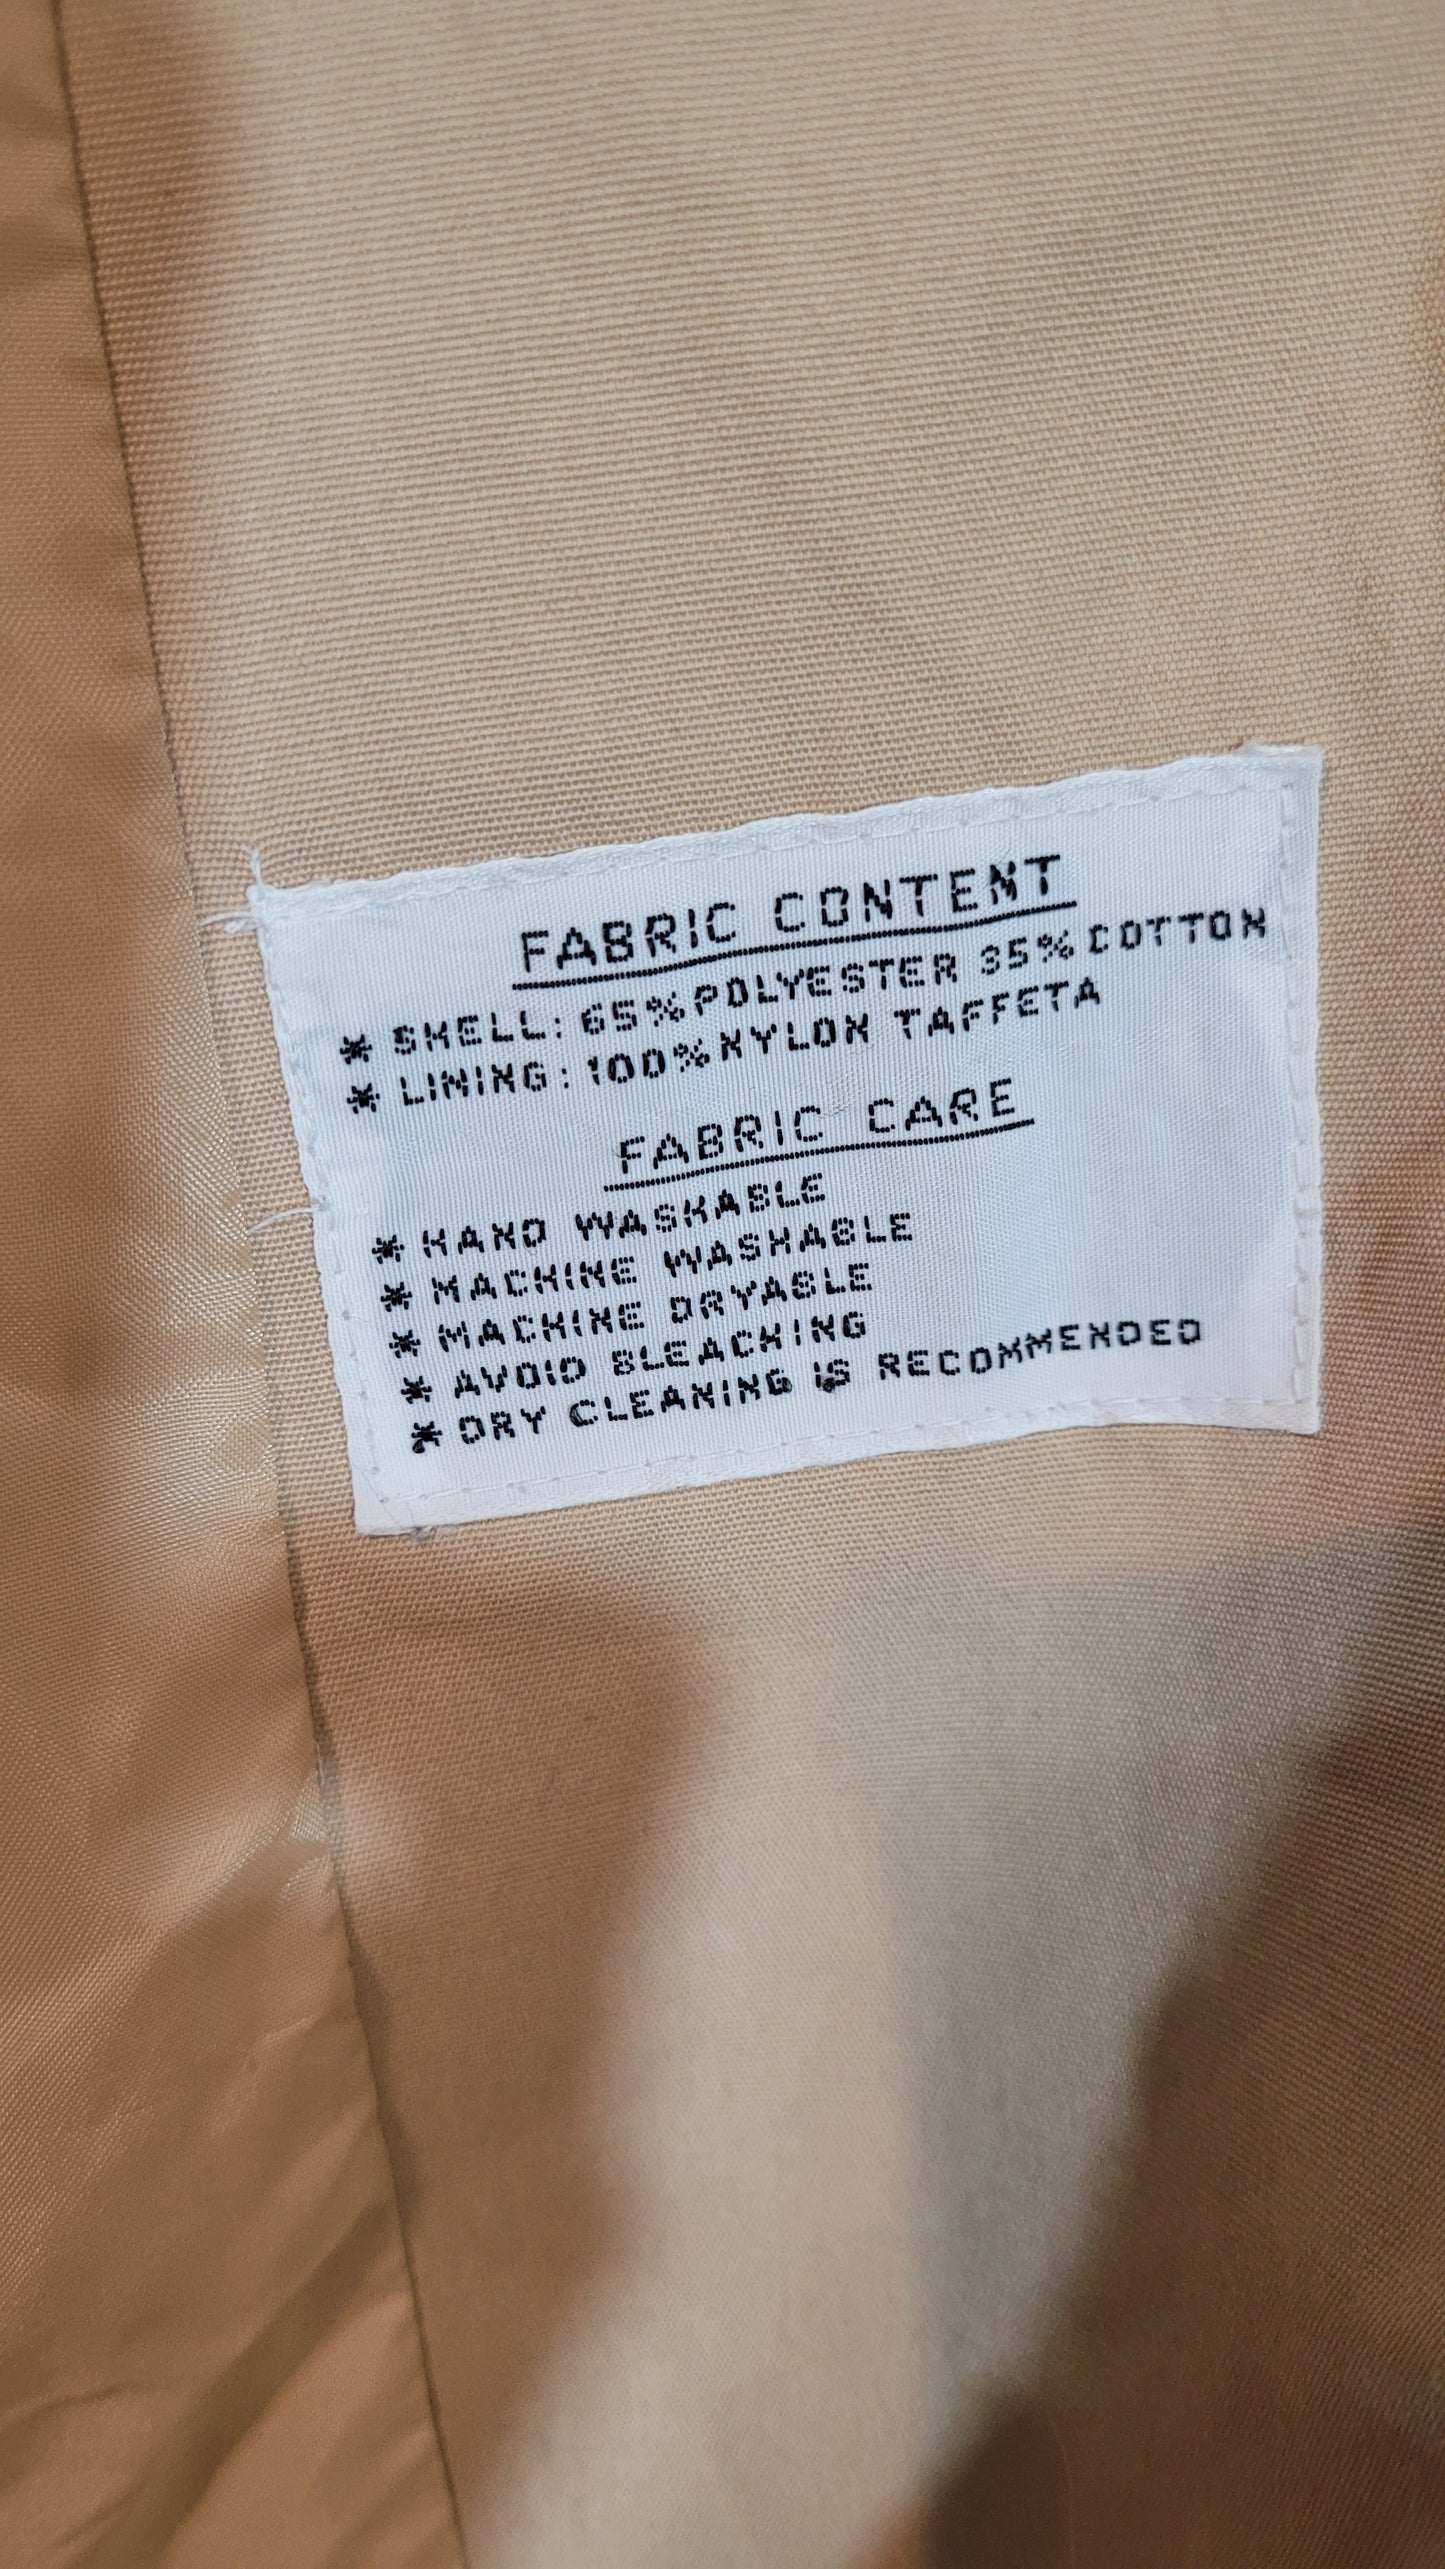 FABRIC CONTENT
* SHELL: 65% POLYESTER 35% COTTON
* LINING: 100% NYLON TAFFETA
FABRIC CARE
* HAND WASHABLE
* MACHINE WASHABLE
* MACHINE DRYABLE
* AVOID BLEACHING
* DRY CLEANING IS RECOMMENDED